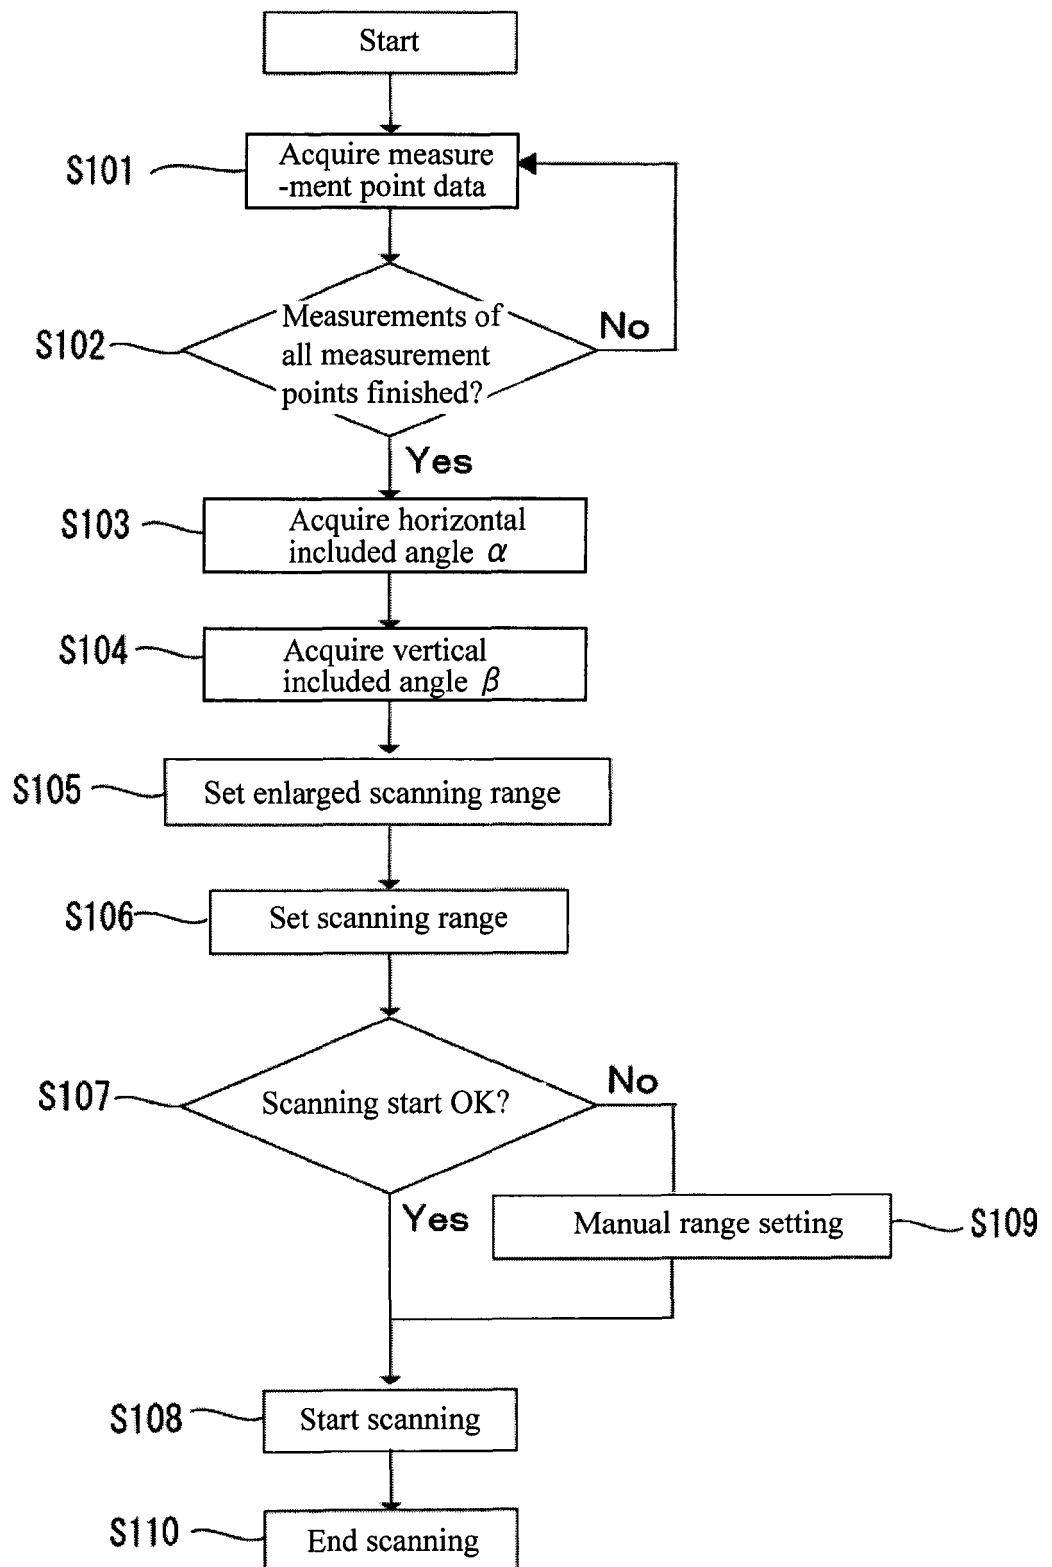 Start
S101
Acquire measure
-ment point data
S102
Measurements of
all measurement
points finished?
No
Yes
S103
Acquire horizontal
included angle α
S104
Acquire vertical
included angle β
S105
Set enlarged scanning range
S106
Set scanning range
S107
Scanning start OK?
No
Yes
Manual range setting
S109
S108
Start scanning
S110
End scanning